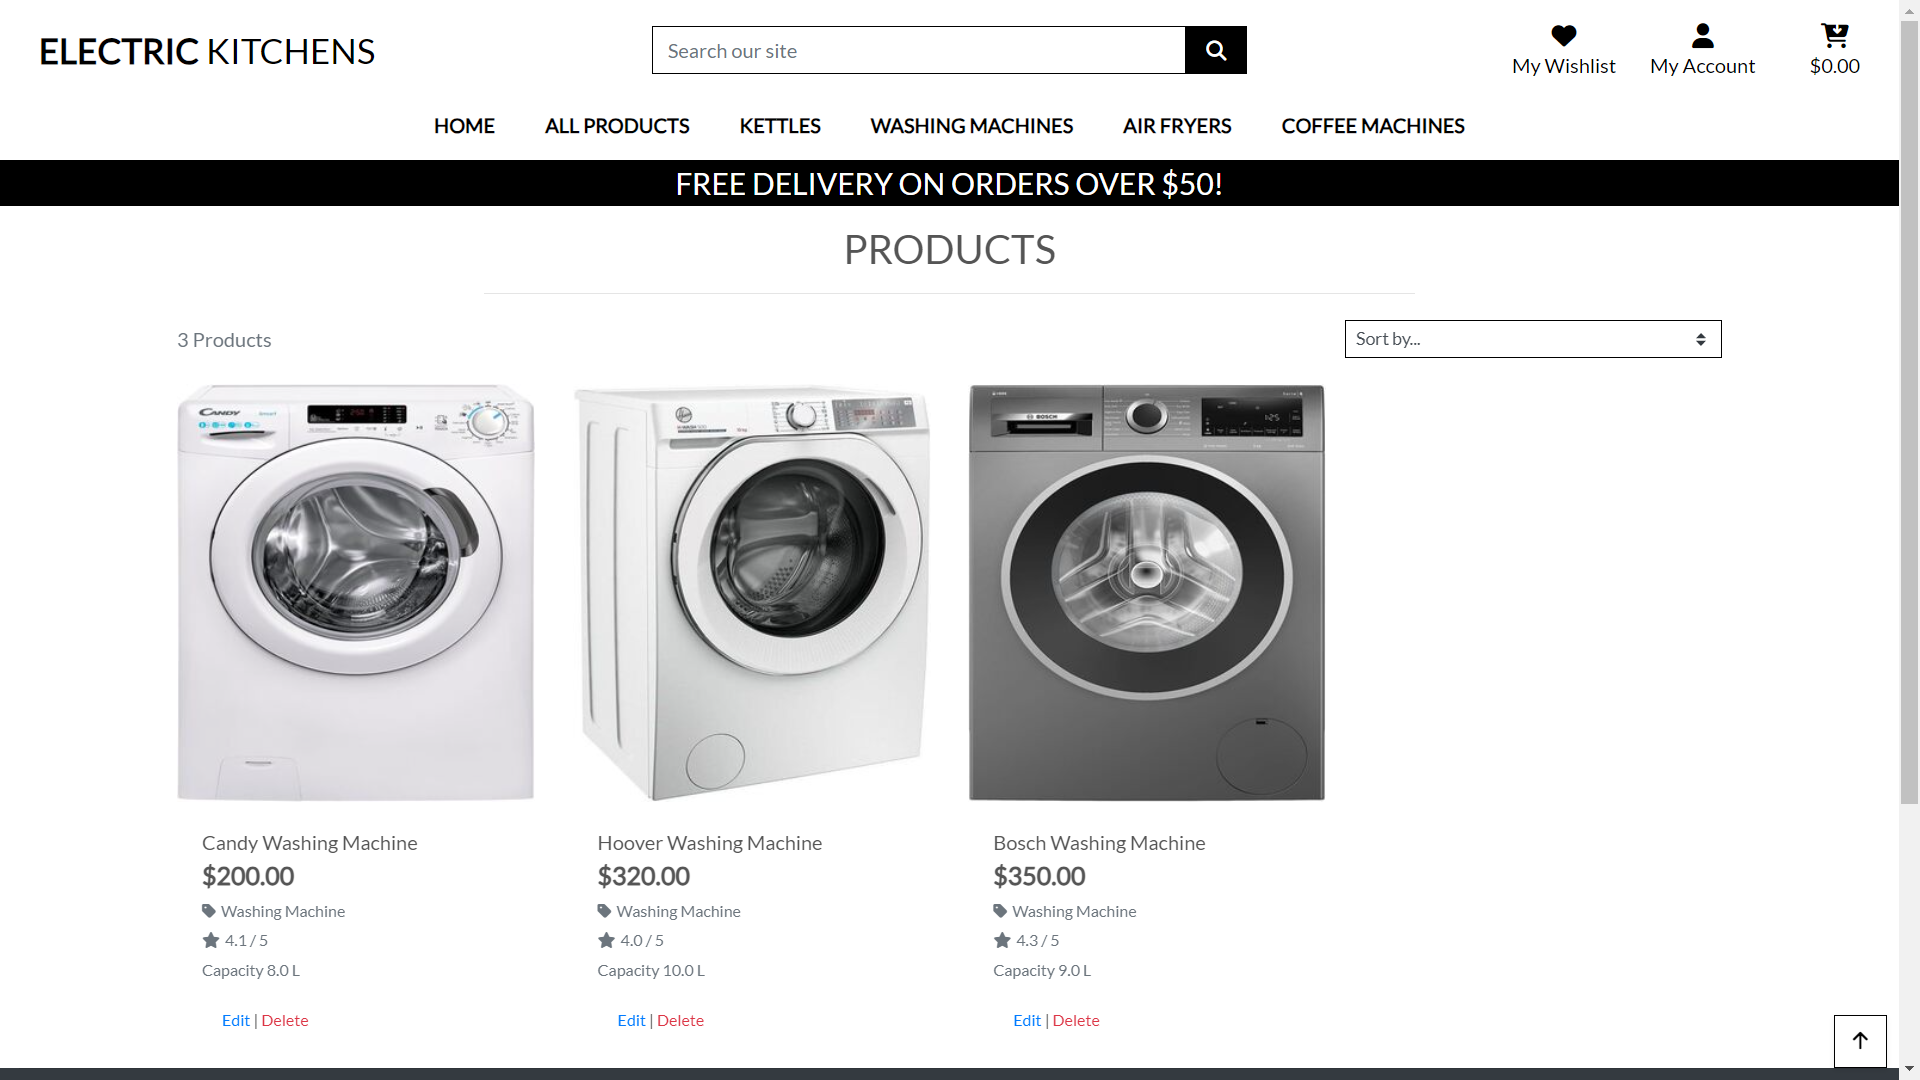 ELECTRIC KITCHENS
Search our site
My Wishlist
My Account
$0.00
HOME
ALL PRODUCTS
KETTLES
WASHING MACHINES
AIR FRYERS
COFFEE MACHINES
FREE DELIVERY ON ORDERS OVER $50!
PRODUCTS
3 Products
Sort by...
CANDY
BOSCH
Candy Washing Machine
$200.00
Washing Machine
4.1 / 5
Capacity 8.0 L
Edit | Delete
Hoover Washing Machine
$320.00
Washing Machine
4.0 / 5
Capacity 10.0 L
Edit | Delete
Bosch Washing Machine
$350.00
Washing Machine
4.3 / 5
Capacity 9.0 L
Edit | Delete